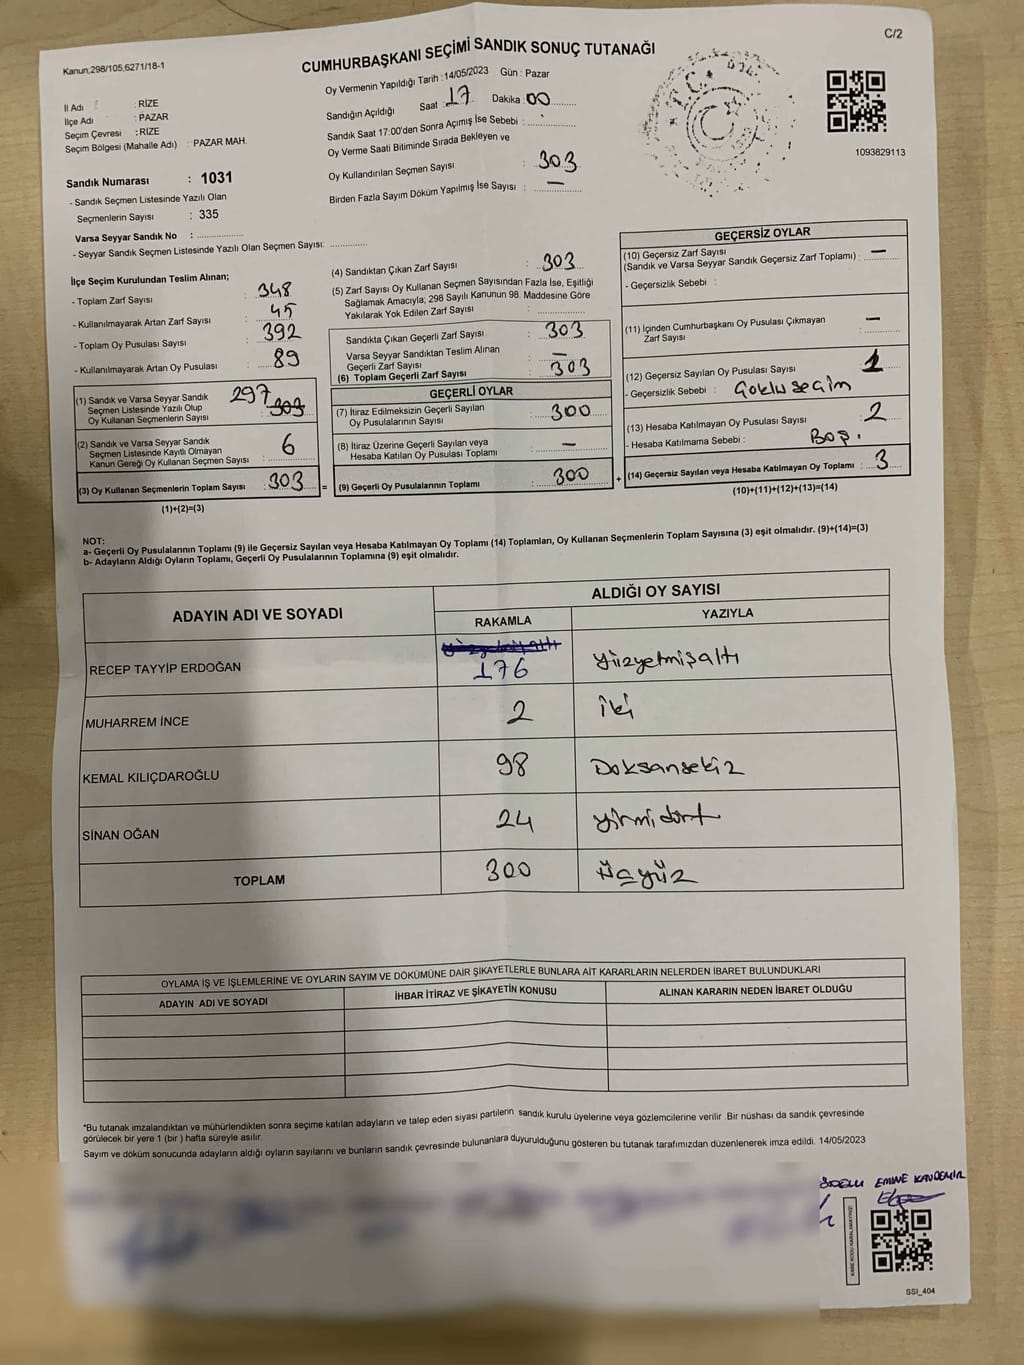 C/2
Kanun,298/105,6271/18-1
CUMHURBAŞKANI SEÇİMİ SANDIK SONUÇ TUTANAĞI
İl Adı : RİZE
İlçe Adı : PAZAR
Seçim Çevresi : RİZE
Seçim Bölgesi (Mahalle Adı) : PAZAR MAH.
Sandık Numarası : 1031
- Sandık Seçmen Listesinde Yazılı Olan
Seçmenlerin Sayısı : 335
Varsa Seyyar Sandık No :
- Seyyar Sandık Seçmen Listesinde Yazılı Olan Seçmen Sayısı:
Oy Vermenin Yapıldığı Tarih : 14/05/2023 Gün : Pazar
Sandığın Açıldığı Saat : 17 Dakika : 00
Sandık Saat 17:00'den Sonra Açımış İse Sebebi :
Oy Verme Saati Bitiminde Sırada Bekleyen ve
Oy Kullandırılan Seçmen Sayısı : 303
Birden Fazla Sayım Döküm Yapılmış İse Sayısı : —
T.C.
1093829113
İlçe Seçim Kurulundan Teslim Alınan;
- Toplam Zarf Sayısı : 348
- Kullanılmayarak Artan Zarf Sayısı : 45
- Toplam Oy Pusulası Sayısı : 392
- Kullanılmayarak Artan Oy Pusulası : 89
(1) Sandık ve Varsa Seyyar Sandık 297
Seçmen Listesinde Yazılı Olup : 303
Oy Kullanan Seçmenlerin Sayısı
(2) Sandık ve Varsa Seyyar Sandık
Seçmen Listesinde Kayıtlı Olmayan : 6
Kanun Gereği Oy Kullanan Seçmen Sayısı
(3) Oy Kullanan Seçmenlerin Toplam Sayısı : 303 =
(1)+(2)=(3)
(4) Sandıktan Çıkan Zarf Sayısı : 303
(5) Zarf Sayısı Oy Kullanan Seçmen Sayısından Fazla İse, Eşitliği
Sağlamak Amacıyla; 298 Sayılı Kanunun 98. Maddesine Göre
Yakılarak Yok Edilen Zarf Sayısı :
Sandıkta Çıkan Geçerli Zarf Sayısı : 303
Varsa Seyyar Sandıktan Teslim Alınan
Geçerli Zarf Sayısı : —
(6) Toplam Geçerli Zarf Sayısı : 303
GEÇERLİ OYLAR
(7) İtiraz Edilmeksizin Geçerli Sayılan
Oy Pusulalarının Sayısı : 300
(8) İtiraz Üzerine Geçerli Sayılan veya
Hesaba Katılan Oy Pusulası Toplamı : —
(9) Geçerli Oy Pusulalarının Toplamı : 300 +
GEÇERSİZ OYLAR
(10) Geçersiz Zarf Sayısı
(Sandık ve Varsa Seyyar Sandık Geçersiz Zarf Toplamı) : —
- Geçersizlik Sebebi :
(11) İçinden Cumhurbaşkanı Oy Pusulası Çıkmayan
Zarf Sayısı : —
(12) Geçersiz Sayılan Oy Pusulası Sayısı : 1
- Geçersizlik Sebebi : Çoklu seçim
(13) Hesaba Katılmayan Oy Pusulası Sayısı : 2
- Hesaba Katılmama Sebebi : Boş.
(14) Geçersiz Sayılan veya Hesaba Katılmayan Oy Toplamı : 3
(10)+(11)+(12)+(13)=(14)
NOT:
a- Geçerli Oy Pusulalarının Toplamı (9) ile Geçersiz Sayılan veya Hesaba Katılmayan Oy Toplamı (14) Toplamları, Oy Kullanan Seçmenlerin Toplam Sayısına (3) eşit olmalıdır. (9)+(14)=(3)
b- Adayların Aldığı Oyların Toplamı, Geçerli Oy Pusulalarının Toplamına (9) eşit olmalıdır.
ADAYIN ADI VE SOYADI
ALDIĞI OY SAYISI
RAKAMLA YAZIYLA
RECEP TAYYİP ERDOĞAN 176 yüzyetmişaltı
MUHARREM İNCE 2 iki
KEMAL KILIÇDAROĞLU 98 Doksansekiz
SİNAN OĞAN 24 yirmidört
TOPLAM 300 üçyüz
OYLAMA İŞ VE İŞLEMLERİNE VE OYLARIN SAYIM VE DÖKÜMÜNE DAİR ŞİKAYETLERLE BUNLARA AİT KARARLARIN NELERDEN İBARET BULUNDUKLARI
ADAYIN ADI VE SOYADI İHBAR İTİRAZ VE ŞİKAYETİN KONUSU ALINAN KARARIN NEDEN İBARET OLDUĞU
*Bu tutanak imzalandıktan ve mühürlendikten sonra seçime katılan adayların ve talep eden siyasi partilerin sandık kurulu üyelerine veya gözlemcilerine verilir .Bir nüshası da sandık çevresinde
görülecek bir yere 1 (bir ) hafta süreyle asılır.
Sayım ve döküm sonucunda adayların aldığı oyların sayılarını ve bunların sandık çevresinde bulunanlara duyurulduğunu gösteren bu tutanak tarafımızdan düzenlenerek imza edildi. 14/05/2023
EMİNE KANDEMİR
KARE KODU KARALAMAYINIZ!
SSI_404